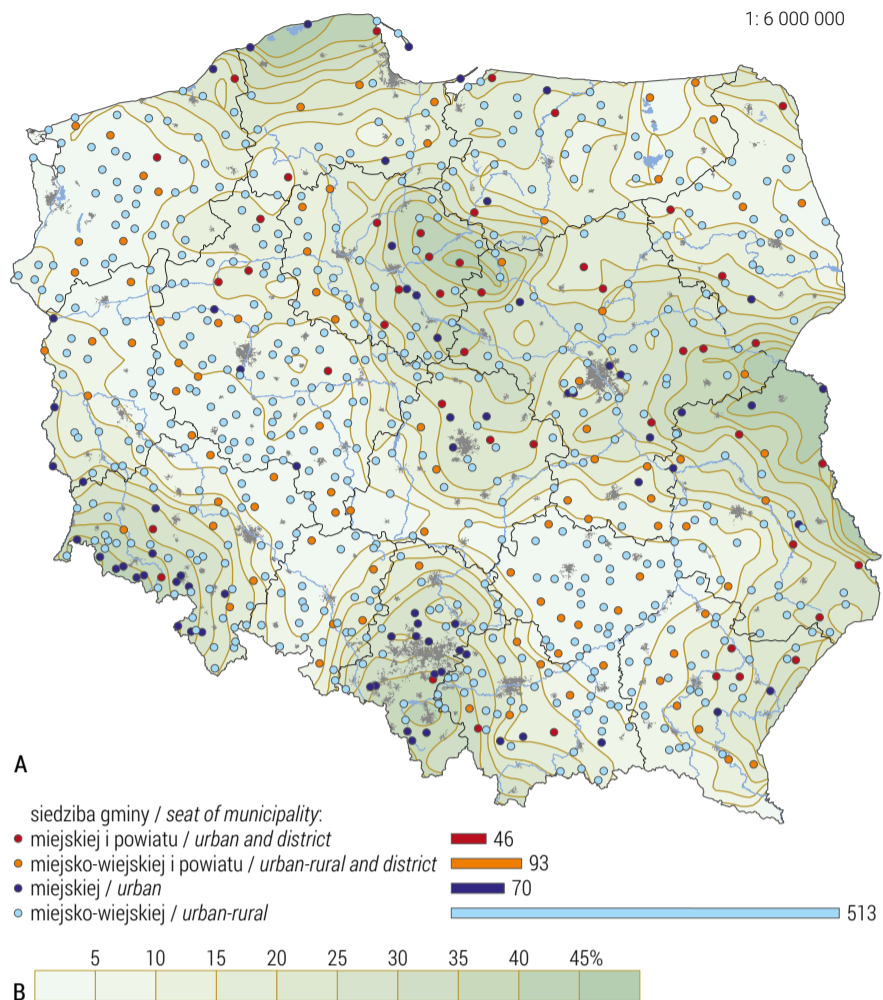 1: 6 000 000
A
siedziba gminy / seat of municipality:
miejskiej i powiatu / urban and district 46
miejsko-wiejskiej i powiatu / urban-rural and district 93
miejskiej / urban 70
miejsko-wiejskiej / urban-rural 513
5 10 15 20 25 30 35 40 45%
B